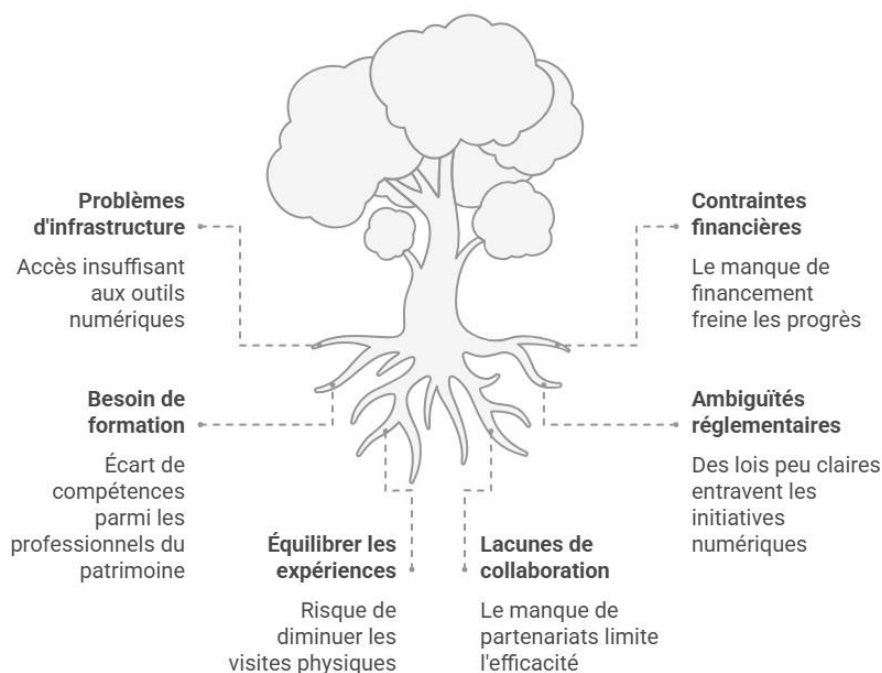 Problèmes
d'infrastructure
Accès insuffisant
aux outils
numériques
Contraintes
financières
Le manque de
financement
freine les progrès
Besoin de
formation
Écart de
compétences
parmi les
professionnels du
patrimoine
Ambiguïtés
réglementaires
Des lois peu claires
entravent les
initiatives
numériques
Équilibrer les
expériences
Risque de
diminuer les
visites physiques
Lacunes de
collaboration
Le manque de
partenariats limite
l'efficacité